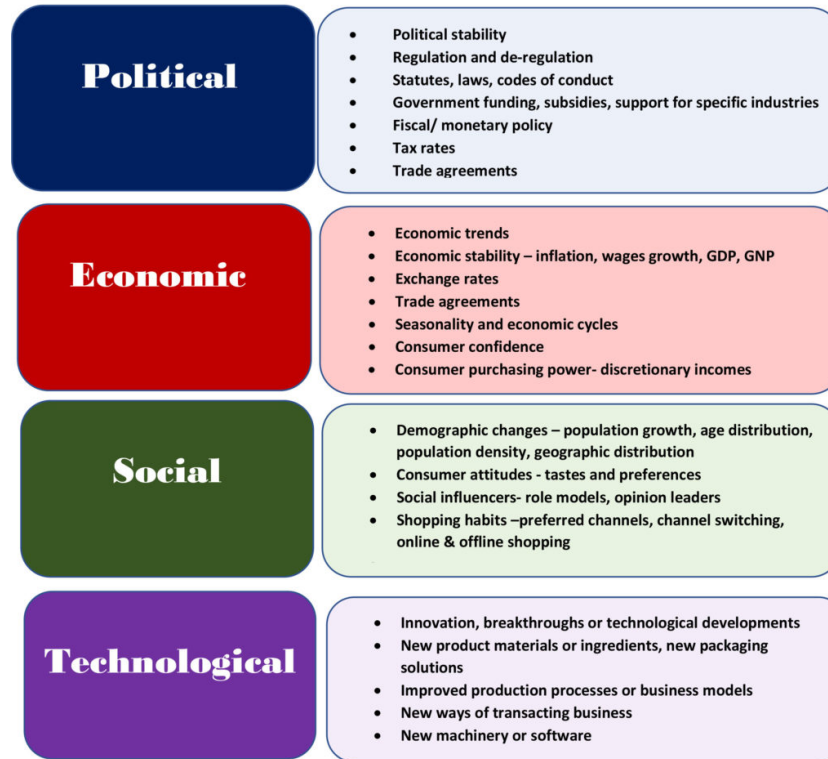 Political
• Political stability
• Regulation and de-regulation
• Statutes, laws, codes of conduct
• Government funding, subsidies, support for specific industries
• Fiscal/ monetary policy
• Tax rates
• Trade agreements
Economic
• Economic trends
• Economic stability – inflation, wages growth, GDP, GNP
• Exchange rates
• Trade agreements
• Seasonality and economic cycles
• Consumer confidence
• Consumer purchasing power- discretionary incomes
Social
• Demographic changes – population growth, age distribution,
population density, geographic distribution
• Consumer attitudes - tastes and preferences
• Social influencers- role models, opinion leaders
• Shopping habits –preferred channels, channel switching,
online & offline shopping
Technological
• Innovation, breakthroughs or technological developments
• New product materials or ingredients, new packaging
solutions
• Improved production processes or business models
• New ways of transacting business
• New machinery or software